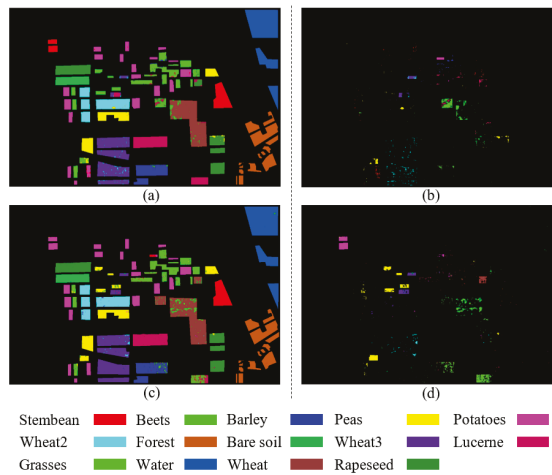 (a)
(b)
(c)
(d)
Stembean Beets Barley Peas Potatoes
Wheat2 Forest Bare soil Wheat3 Lucerne
Grasses Water Wheat Rapeseed